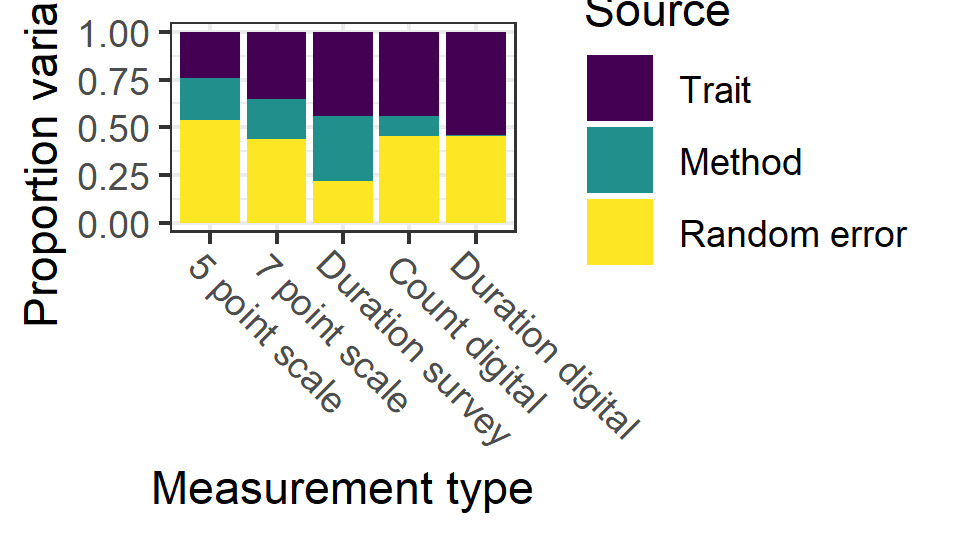 Proportion varia
1.00
0.75
0.50
0.25
0.00
5 point scale
7 point scale
Duration survey
Count digital
Duration digital
Measurement type
Source
Trait
Method
Random error